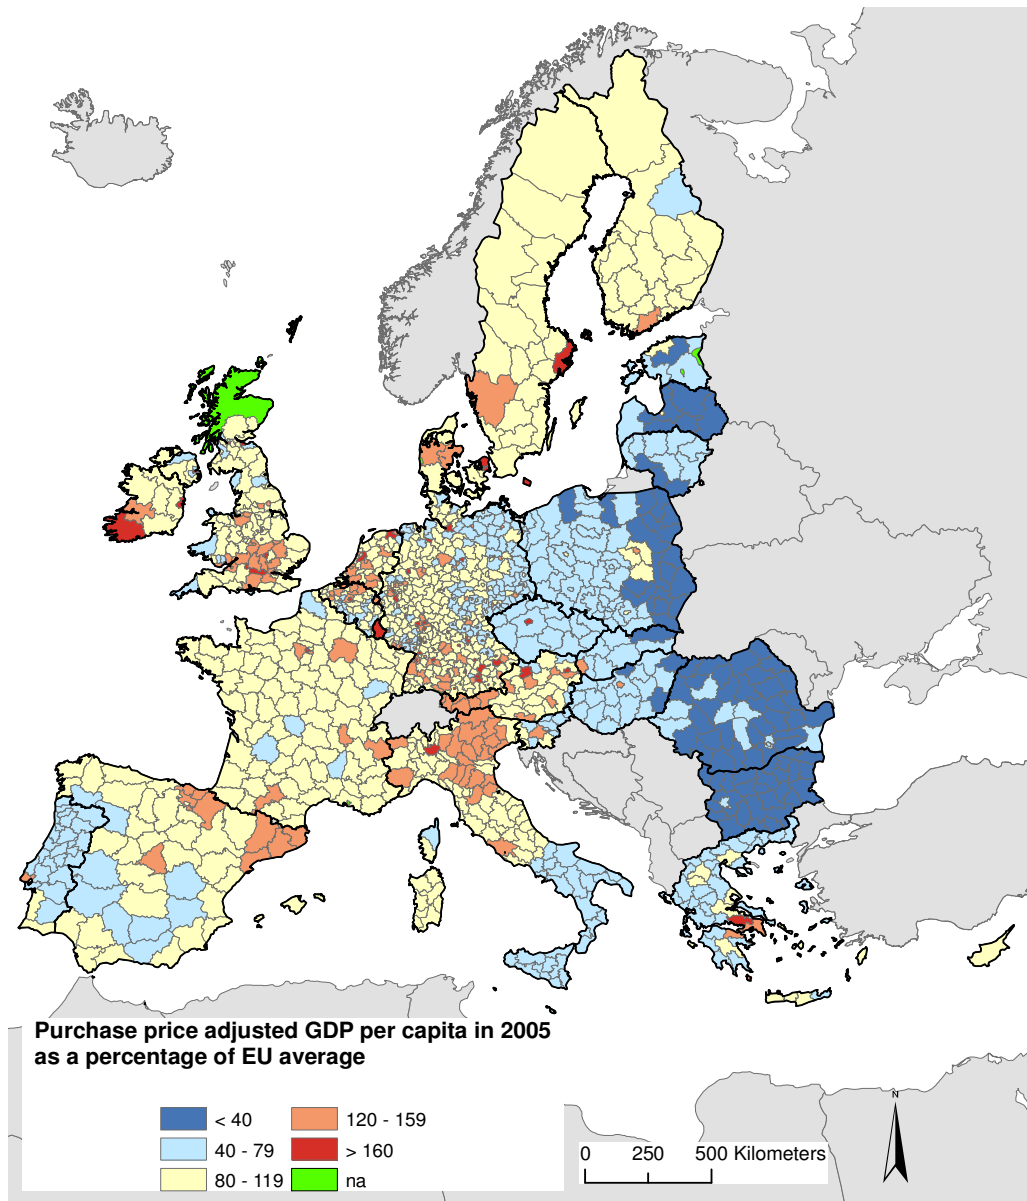 Purchase price adjusted GDP per capita in 2005
as a percentage of EU average
< 40
40 - 79
80 - 119
120 - 159
> 160
na
0 250 500 Kilometers
N